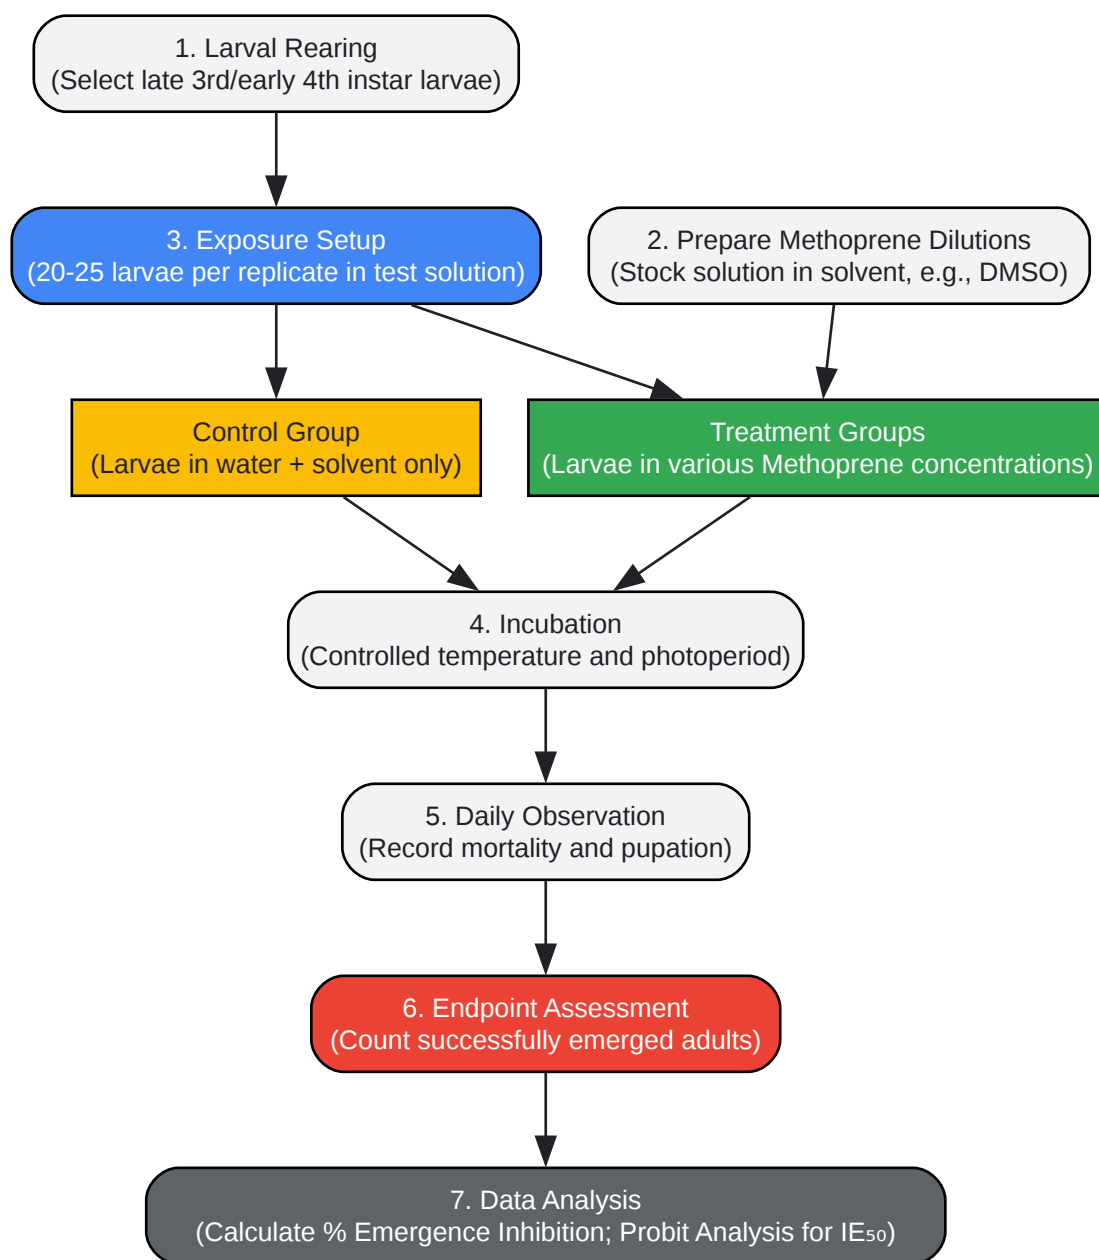 1. Larval Rearing
(Select late 3rd/early 4th instar larvae)
3. Exposure Setup
(20-25 larvae per replicate in test solution)
2. Prepare Methoprene Dilutions
(Stock solution in solvent, e.g., DMSO)
Control Group
(Larvae in water + solvent only)
Treatment Groups
(Larvae in various Methoprene concentrations)
4. Incubation
(Controlled temperature and photoperiod)
5. Daily Observation
(Record mortality and pupation)
6. Endpoint Assessment
(Count successfully emerged adults)
7. Data Analysis
(Calculate % Emergence Inhibition; Probit Analysis for IE₅₀)